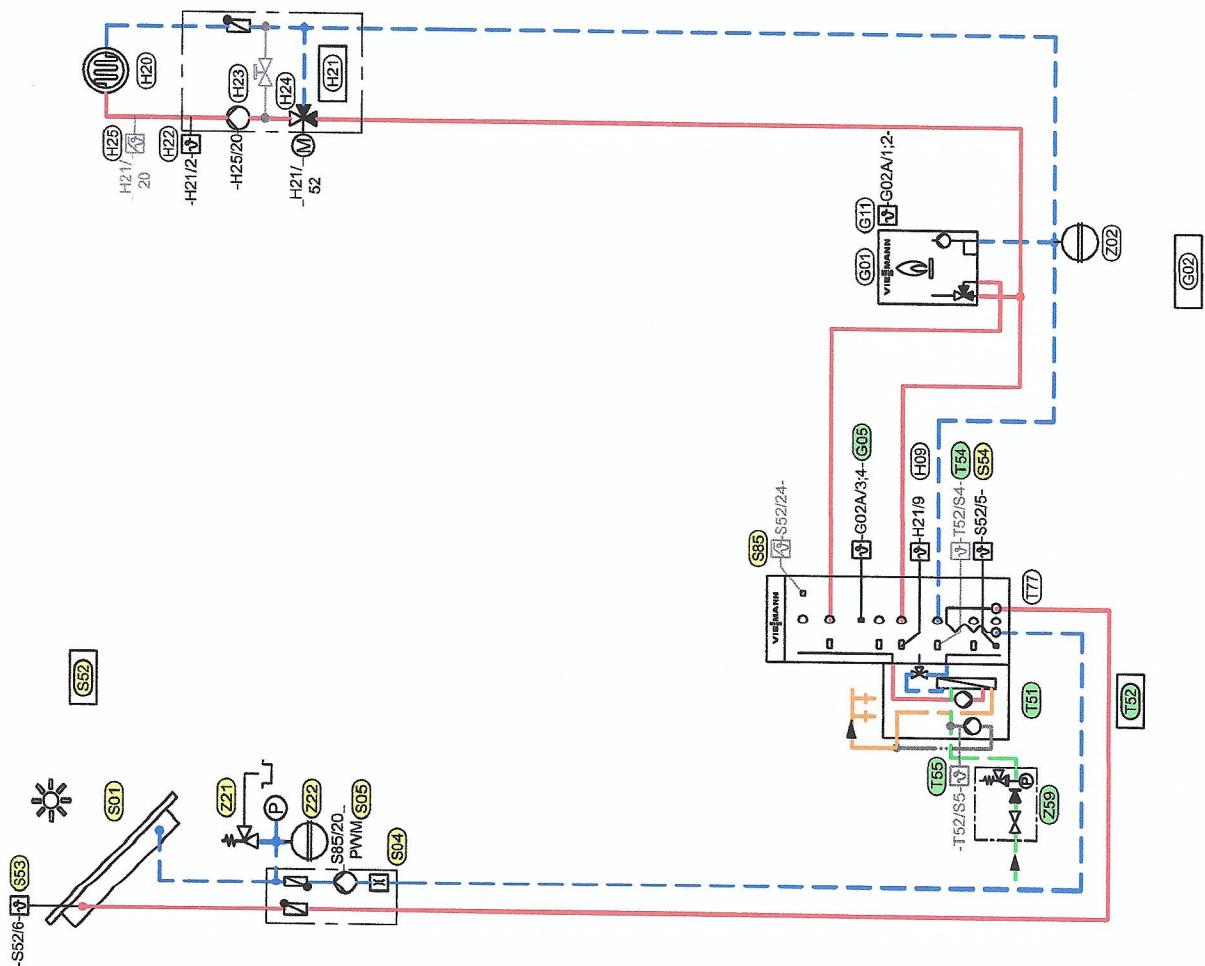 H20
H23
H24
H21
H25
H21/
20
H22
-H21/2-
-H25/20-
M
H21/
52
-G02A/1;2-
G11
G01
VIESMANN
Z02
G02
S52
S85
-S52/24-
-G02A/3;4-
G05
-H21/9
H09
-T52/S4-
T54
-S52/5-
S54
VIESMANN
T77
T51
T52
T55
-T52/S5-
Z59
P
S01
S53
-S52/6-
Z21
P
Z22
S85/20
PWM
S05
S04